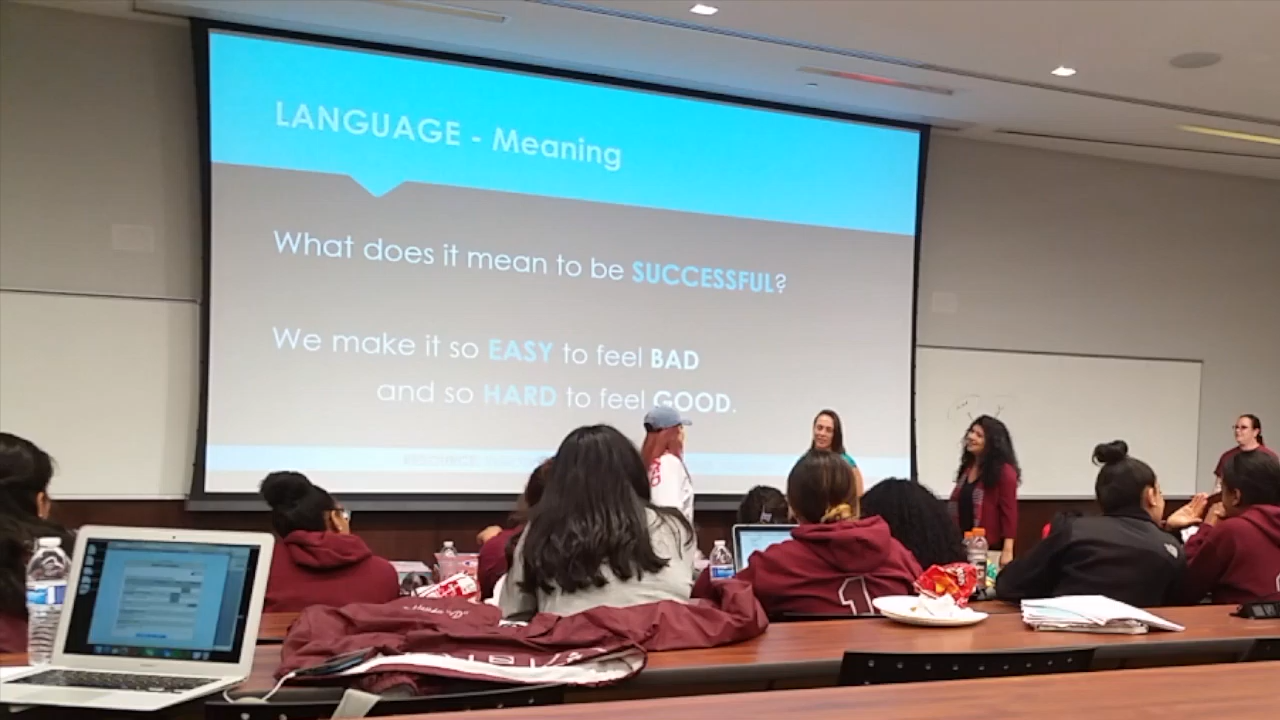 LANGUAGE - Meaning
What does it mean to be SUCCESSFUL?
We make it so EASY to feel BAD
and so HARD to feel GOOD.
1